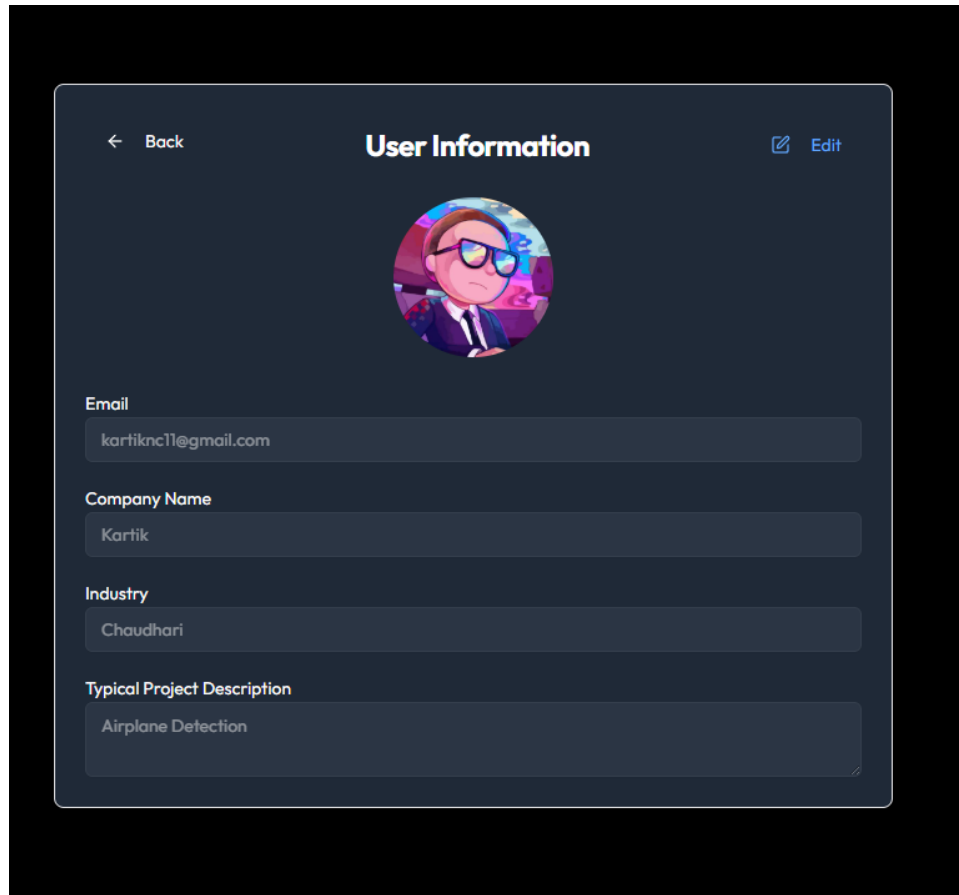 Back
User Information
Edit
Email
kartiknc11@gmail.com
Company Name
Kartik
Industry
Chaudhari
Typical Project Description
Airplane Detection